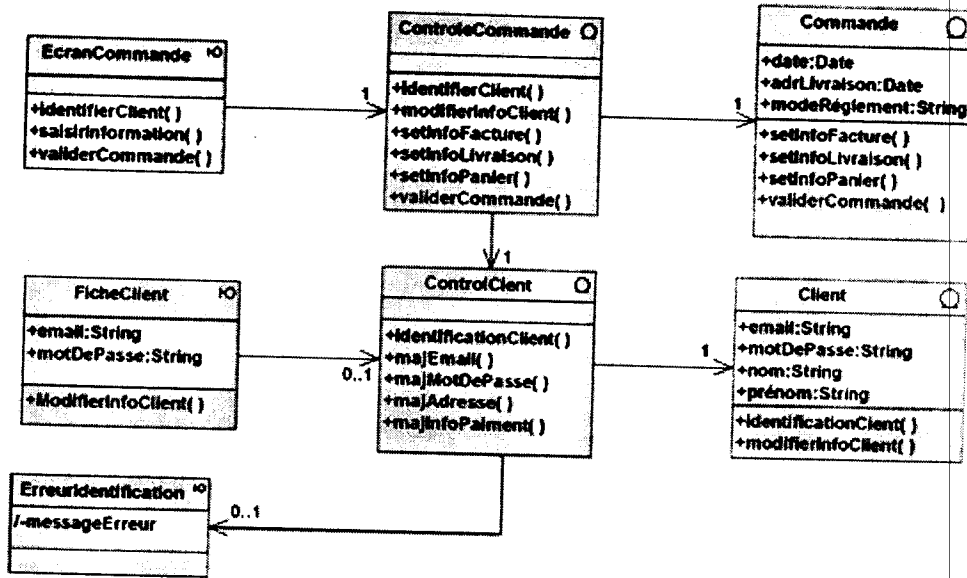 EcranCommande
+identifierClient( )
+saisirInformation( )
+validerCommande( )
1
ControleCommande
+identifierClient( )
+modifierInfoClient( )
+setInfoFacture( )
+setInfoLivraison( )
+setInfoPanier( )
+validerCommande( )
1
Commande
+date:Date
+adrLivraison:Date
+modeRéglement:String
+setInfoFacture( )
+setInfoLivraison( )
+setInfoPanier( )
+validerCommande( )
1
FicheClient
+email:String
+motDePasse:String
+ModifierInfoClient( )
0..1
ControlClent
+identificationClient( )
+majEmail( )
+majMotDePasse( )
+majAdresse( )
+majInfoPaiment( )
1
Client
+email:String
+motDePasse:String
+nom:String
+prénom:String
+identificationCient( )
+modifierInfoClient( )
ErreurIdentification
/-messageErreur
0..1